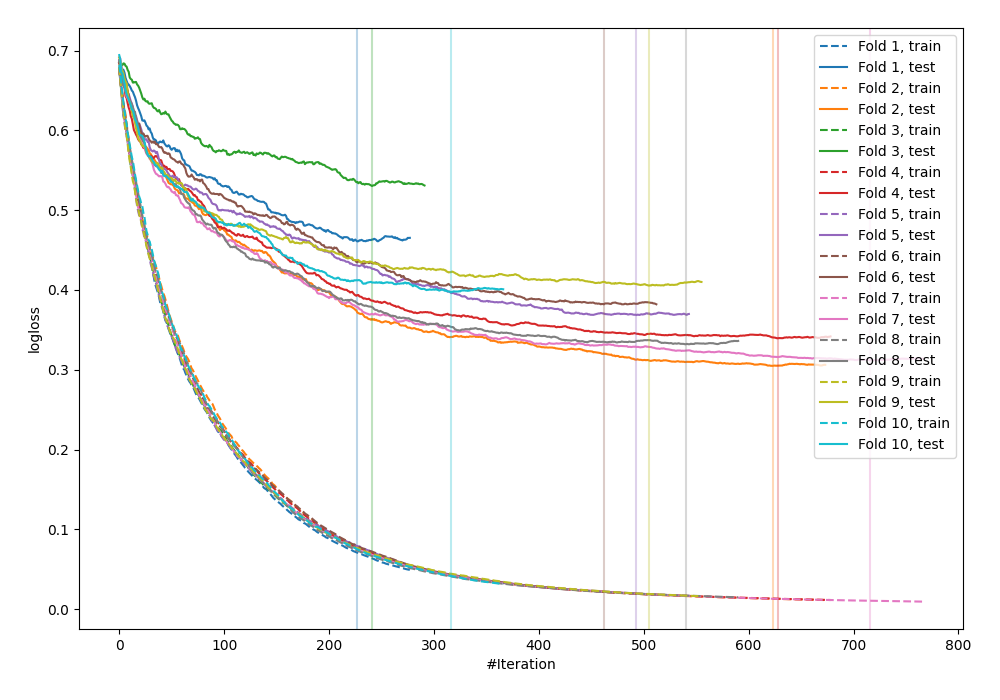 0.7
0.6
0.5
0.4
0.3
0.2
0.1
0.0
logloss
0
100
200
300
400
500
600
700
800
#Iteration
Fold 1, train
Fold 1, test
Fold 2, train
Fold 2, test
Fold 3, train
Fold 3, test
Fold 4, train
Fold 4, test
Fold 5, train
Fold 5, test
Fold 6, train
Fold 6, test
Fold 7, train
Fold 7, test
Fold 8, train
Fold 8, test
Fold 9, train
Fold 9, test
Fold 10, train
Fold 10, test